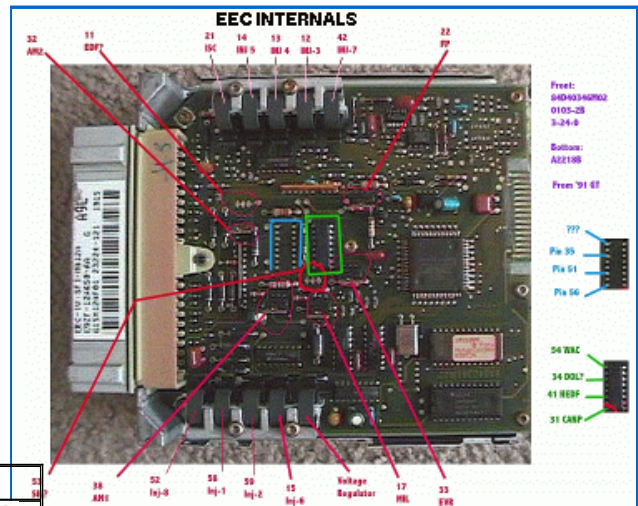 EEC INTERNALS
32
AM2
11
EDF?
21
ISC
14
INJ 5
13
INJ 4
12
INJ-3
42
INJ-7
22
FP
Front:
0103-2B
3-24-0
Bottom:
A2218B
From '91 GT
A9L
???
Pin 35
Pin 51
Pin 56
54 WAC
34 DOL?
41 HEDF
31 CANP
53
38
AM1
52
Inj-8
58
Inj-1
59
Inj-2
15
Inj-6
Voltage
Regulator
17
MIL
33
EVR